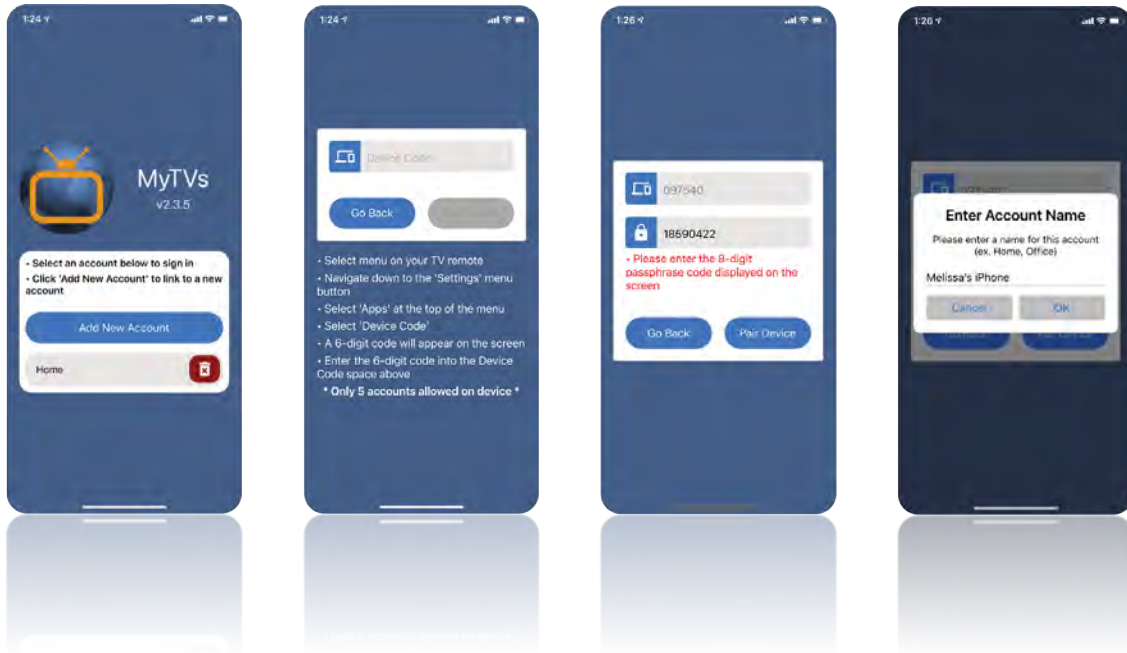 1:24
MyTVs
v2.3.5
• Select an account below to sign in
• Click 'Add New Account' to link to a new
account
Add New Account
Home
1:24
Device Code
Go Back
• Select menu on your TV remote
• Navigate down to the 'Settings' menu
button
• Select 'Apps' at the top of the menu
• Select 'Device Code'
• A 6-digit code will appear on the screen
• Enter the 6-digit code into the Device
Code space above
* Only 5 accounts allowed on device *
1:26
097540
18690422
• Please enter the 8-digit
passphrase code displayed on the
screen
Go Back
Pair Device
1:26
Enter Account Name
Please enter a name for this account
(ex. Home, Office)
Melissa's iPhone
Cancel
OK